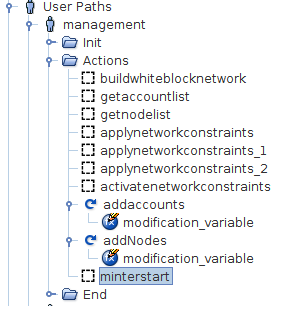 User Paths
management
Init
Actions
buildwhiteblocknetwork
getaccountlist
getnodelist
applynetworkconstraints
applynetworkconstraints_1
applynetworkconstraints_2
activatenetworkconstraints
addaccounts
modification_variable
addNodes
modification_variable
minterstart
End